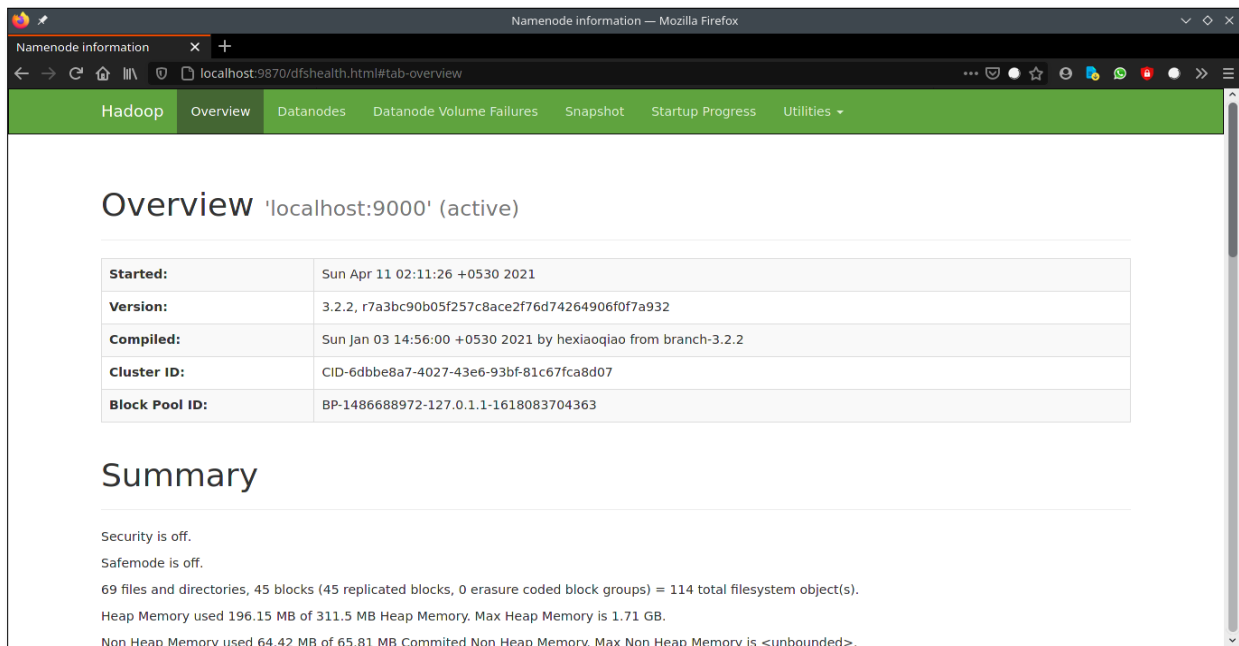 Namenode information — Mozilla Firefox
Namenode information
localhost:9870/dfshealth.html#tab-overview
Hadoop Overview Datanodes Datanode Volume Failures Snapshot Startup Progress Utilities
Overview 'localhost:9000' (active)
Started: Sun Apr 11 02:11:26 +0530 2021
Version: 3.2.2, r7a3bc90b05f257c8ace2f76d74264906f0f7a932
Compiled: Sun Jan 03 14:56:00 +0530 2021 by hexiaoqiao from branch-3.2.2
Cluster ID: CID-6dbbe8a7-4027-43e6-93bf-81c67fca8d07
Block Pool ID: BP-1486688972-127.0.1.1-1618083704363
Summary
Security is off.
Safemode is off.
69 files and directories, 45 blocks (45 replicated blocks, 0 erasure coded block groups) = 114 total filesystem object(s).
Heap Memory used 196.15 MB of 311.5 MB Heap Memory. Max Heap Memory is 1.71 GB.
Non Heap Memory used 64.42 MB of 65.81 MB Commited Non Heap Memory. Max Non Heap Memory is <unbounded>.